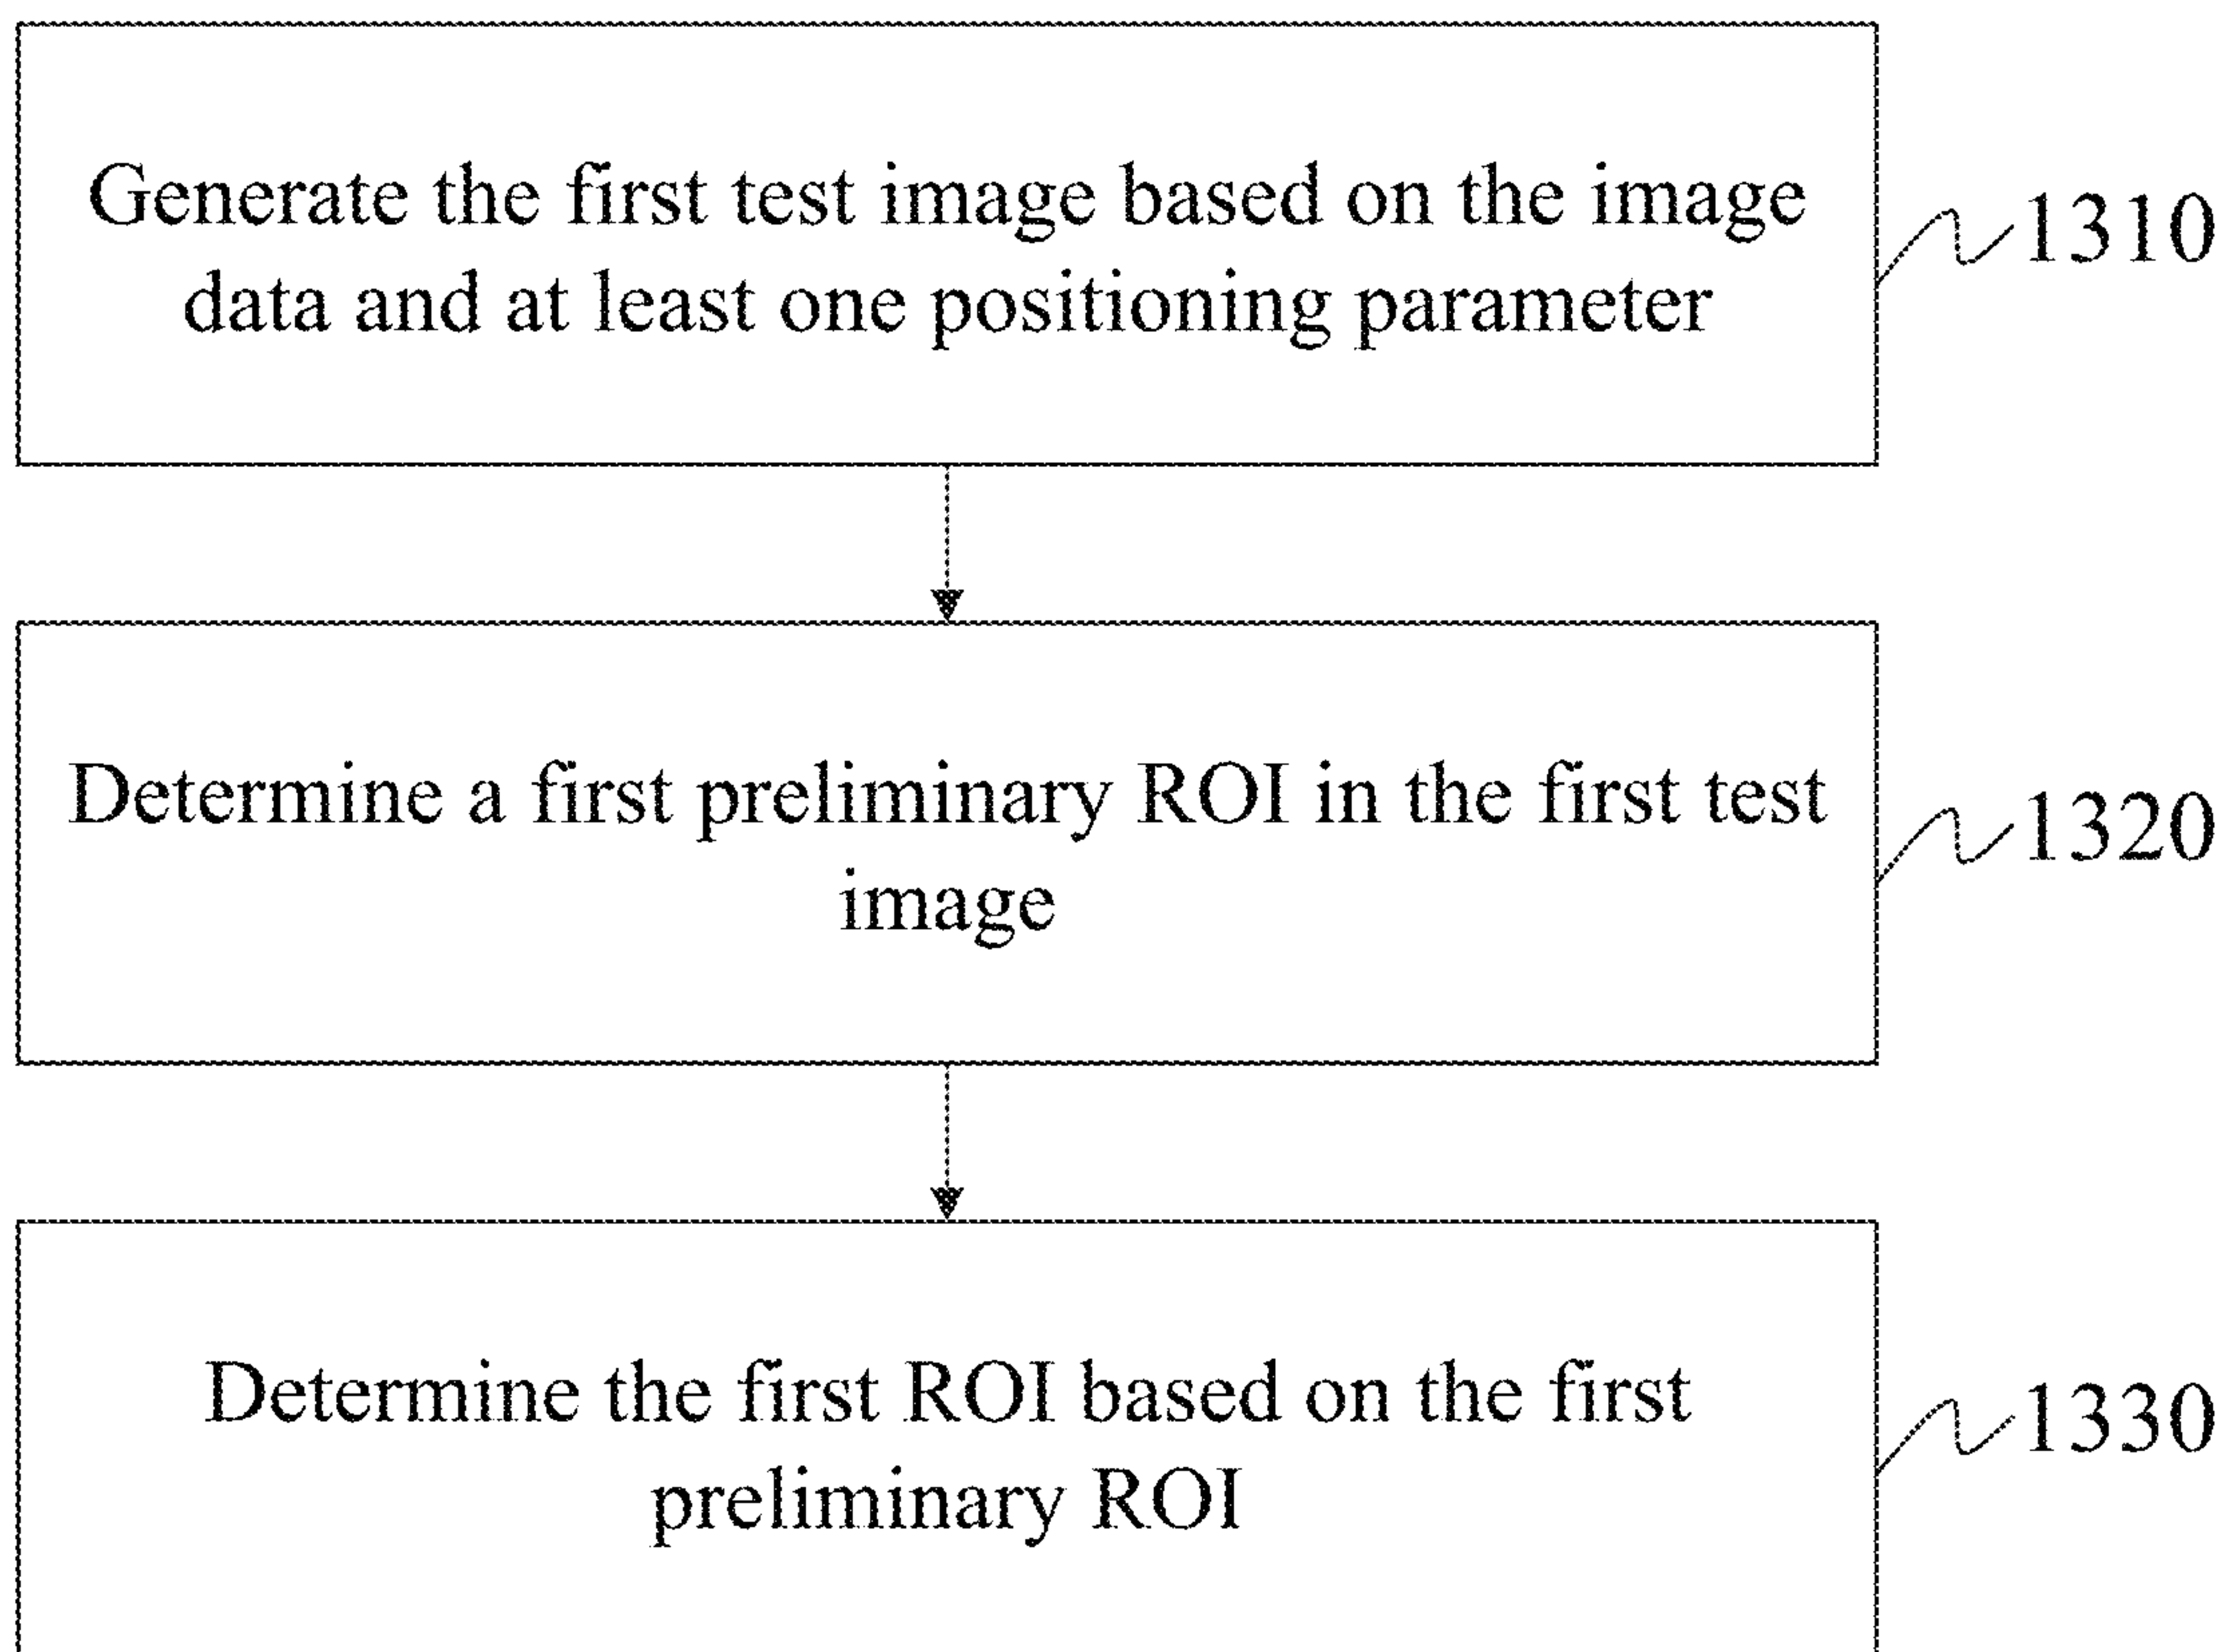 Generate the first test image based on the image
data and at least one positioning parameter
1310
Determine a first preliminary ROI in the first test
image
1320
Determine the first ROI based on the first
preliminary ROI
1330